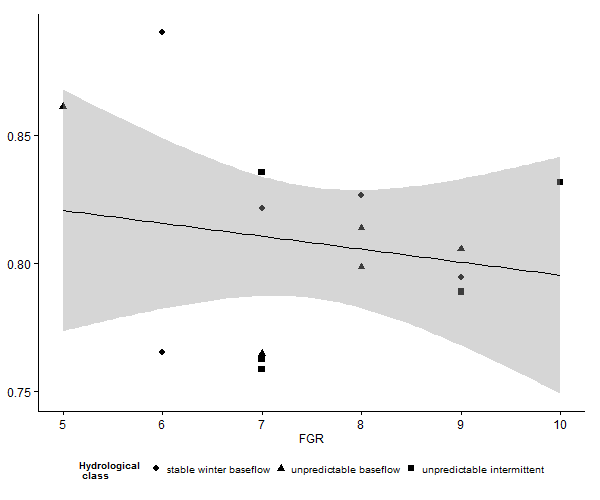 0.85
0.80
0.75
5 6 7 8 9 10
FGR
Hydrological
class
stable winter baseflow unpredictable baseflow unpredictable intermittent